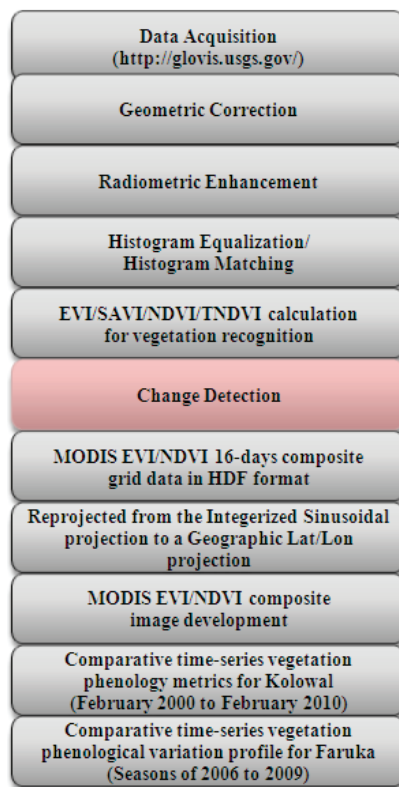 Data Acquisition
(http://glovis.usgs.gov/)
Geometric Correction
Radiometric Enhancement
Histogram Equalization/
Histogram Matching
EVI/SAVI/NDVI/TNDVI calculation
for vegetation recognition
Change Detection
MODIS EVI/NDVI 16-days composite
grid data in HDF format
Reprojected from the Integerized Sinusoidal
projection to a Geographic Lat/Lon
projection
MODIS EVI/NDVI composite
image development
Comparative time-series vegetation
phenology metrics for Kolowal
(February 2000 to February 2010)
Comparative time-series vegetation
phenological variation profile for Faruka
(Seasons of 2006 to 2009)